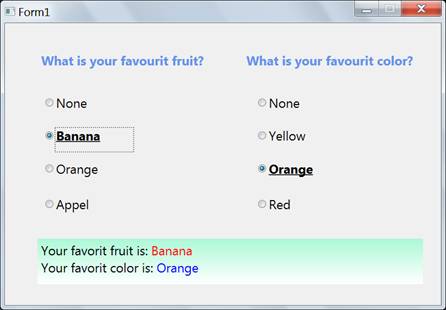 Form1
What is your favourit fruit? What is your favourit color?
None None
Banana Yellow
Orange Orange
Appel Red
Your favorit fruit is: Banana
Your favorit color is: Orange